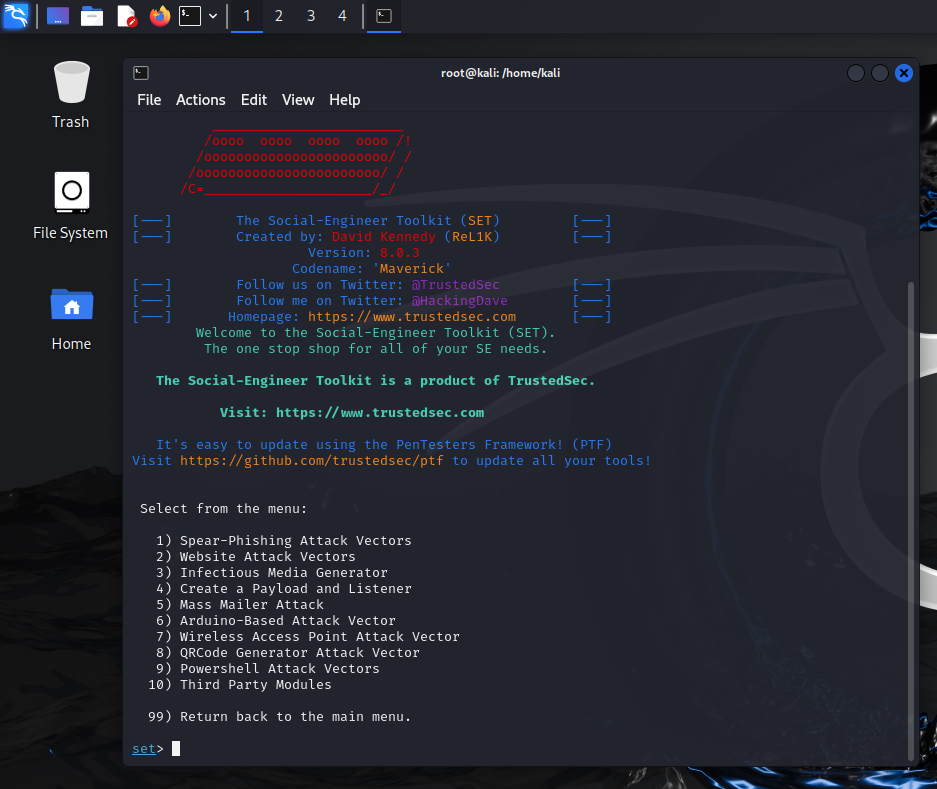 1 2 3 4
root@kali: /home/kali
File Actions Edit View Help
Trash
File System
Home
________________________
/oooo  oooo  oooo  oooo /!
/ooooooooooooooooooooooo/ /
/ooooooooooooooooooooooo/ /
/C=_____________________/_/
[---] The Social-Engineer Toolkit (SET) [---]
[---] Created by: David Kennedy (ReL1K) [---]
Version: 8.0.3
Codename: 'Maverick'
[---] Follow us on Twitter: @TrustedSec [---]
[---] Follow me on Twitter: @HackingDave [---]
[---] Homepage: https://www.trustedsec.com [---]
Welcome to the Social-Engineer Toolkit (SET).
The one stop shop for all of your SE needs.
The Social-Engineer Toolkit is a product of TrustedSec.
Visit: https://www.trustedsec.com
It's easy to update using the PenTesters Framework! (PTF)
Visit https://github.com/trustedsec/ptf to update all your tools!
Select from the menu:
1) Spear-Phishing Attack Vectors
2) Website Attack Vectors
3) Infectious Media Generator
4) Create a Payload and Listener
5) Mass Mailer Attack
6) Arduino-Based Attack Vector
7) Wireless Access Point Attack Vector
8) QRCode Generator Attack Vector
9) Powershell Attack Vectors
10) Third Party Modules
99) Return back to the main menu.
set>